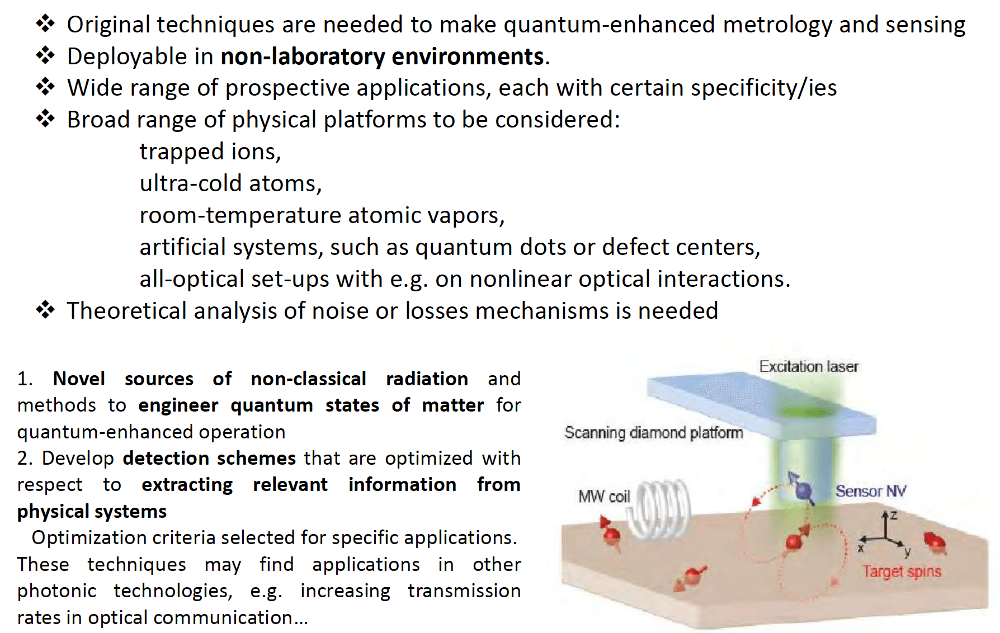 ❖ Original techniques are needed to make quantum-enhanced metrology and sensing
❖ Deployable in non-laboratory environments.
❖ Wide range of prospective applications, each with certain specificity/ies
❖ Broad range of physical platforms to be considered:
trapped ions,
ultra-cold atoms,
room-temperature atomic vapors,
artificial systems, such as quantum dots or defect centers,
all-optical set-ups with e.g. on nonlinear optical interactions.
❖ Theoretical analysis of noise or losses mechanisms is needed
1. Novel sources of non-classical radiation and
methods to engineer quantum states of matter for
quantum-enhanced operation
2. Develop detection schemes that are optimized with
respect to extracting relevant information from
physical systems
Optimization criteria selected for specific applications.
These techniques may find applications in other
photonic technologies, e.g. increasing transmission
rates in optical communication...
Excitation laser
Scanning diamond platform
MW coil
Sensor NV
z
x
y
Target spins